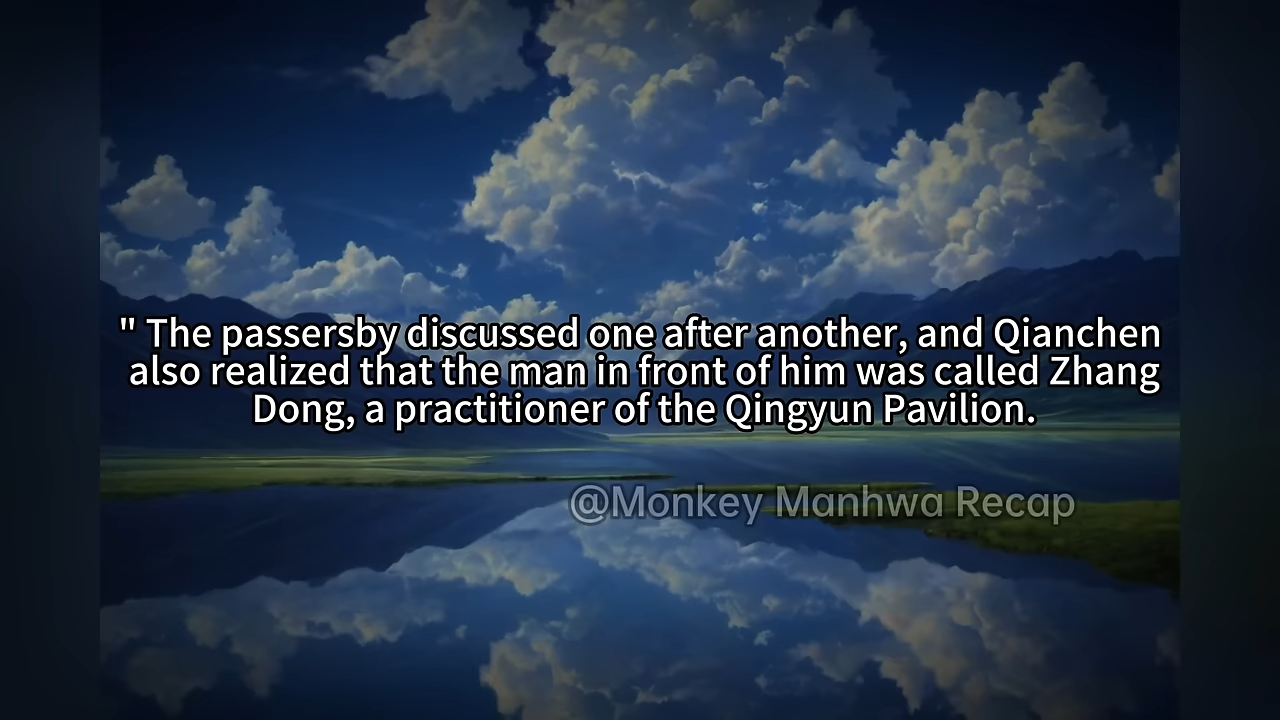 " The passersby discussed one after another, and Qianchen
also realized that the man in front of him was called Zhang
Dong, a practitioner of the Qingyun Pavilion.
@Monkey Manhwa Recap